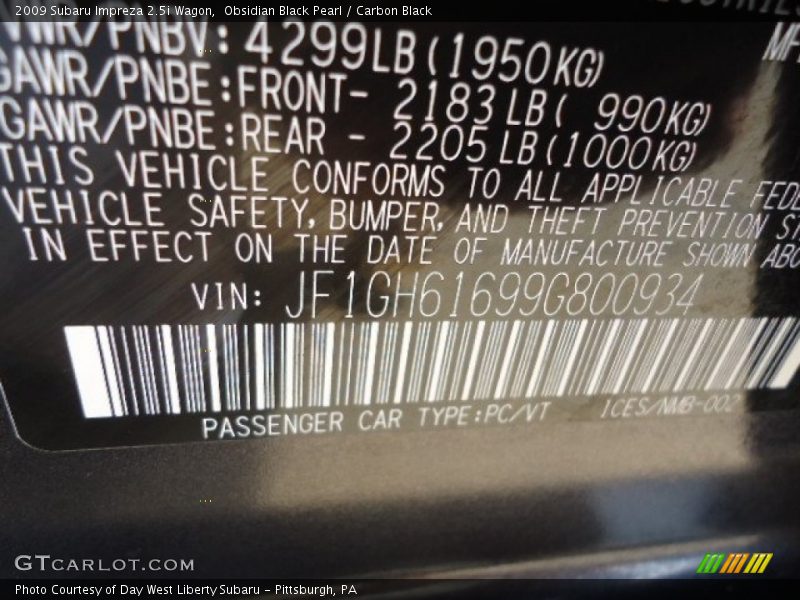 2009 Subaru Impreza 2.5i Wagon,  Obsidian Black Pearl / Carbon Black
GVWR/PNBV: 4299LB (1950KG)
GAWR/PNBE:FRONT- 2183 LB ( 990KG)
GAWR/PNBE:REAR - 2205 LB (1000KG)
THIS VEHICLE CONFORMS TO ALL APPLICABLE FEDE
VEHICLE SAFETY, BUMPER, AND THEFT PREVENTION ST
IN EFFECT ON THE DATE OF MANUFACTURE SHOWN ABO
VIN: JF1GH61699G800934
PASSENGER CAR TYPE:PC/VT ICES/NMB-002
GTCARLOT.COM
Photo Courtesy of Day West Liberty Subaru - Pittsburgh, PA